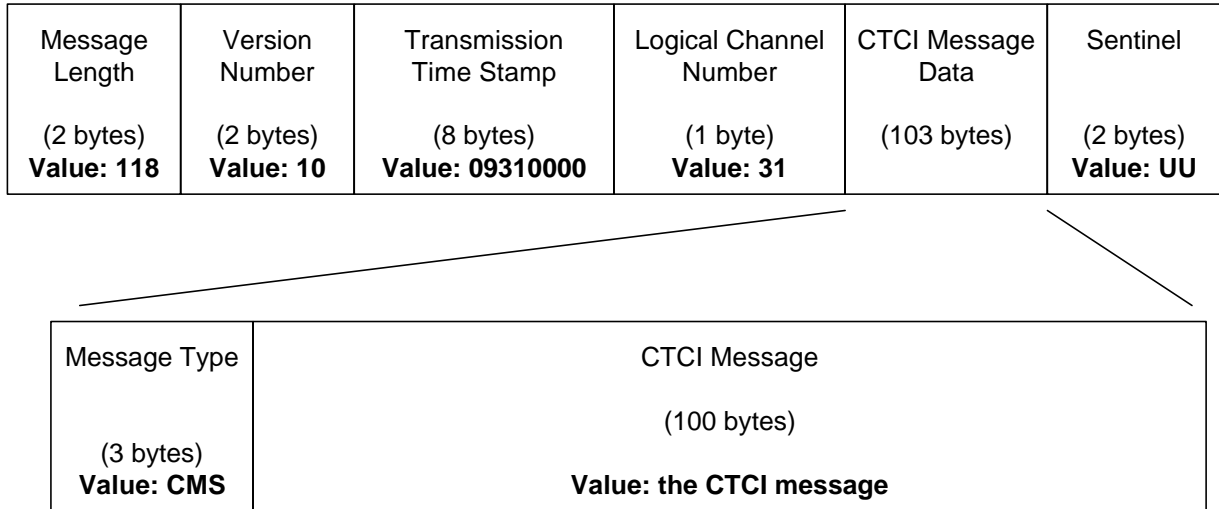 Message Length
(2 bytes)
Value: 118
Version Number
(2 bytes)
Value: 10
Transmission Time Stamp
(8 bytes)
Value: 09310000
Logical Channel Number
(1 byte)
Value: 31
CTCI Message Data
(103 bytes)
Sentinel
(2 bytes)
Value: UU
Message Type
(3 bytes)
Value: CMS
CTCI Message
(100 bytes)
Value: the CTCI message